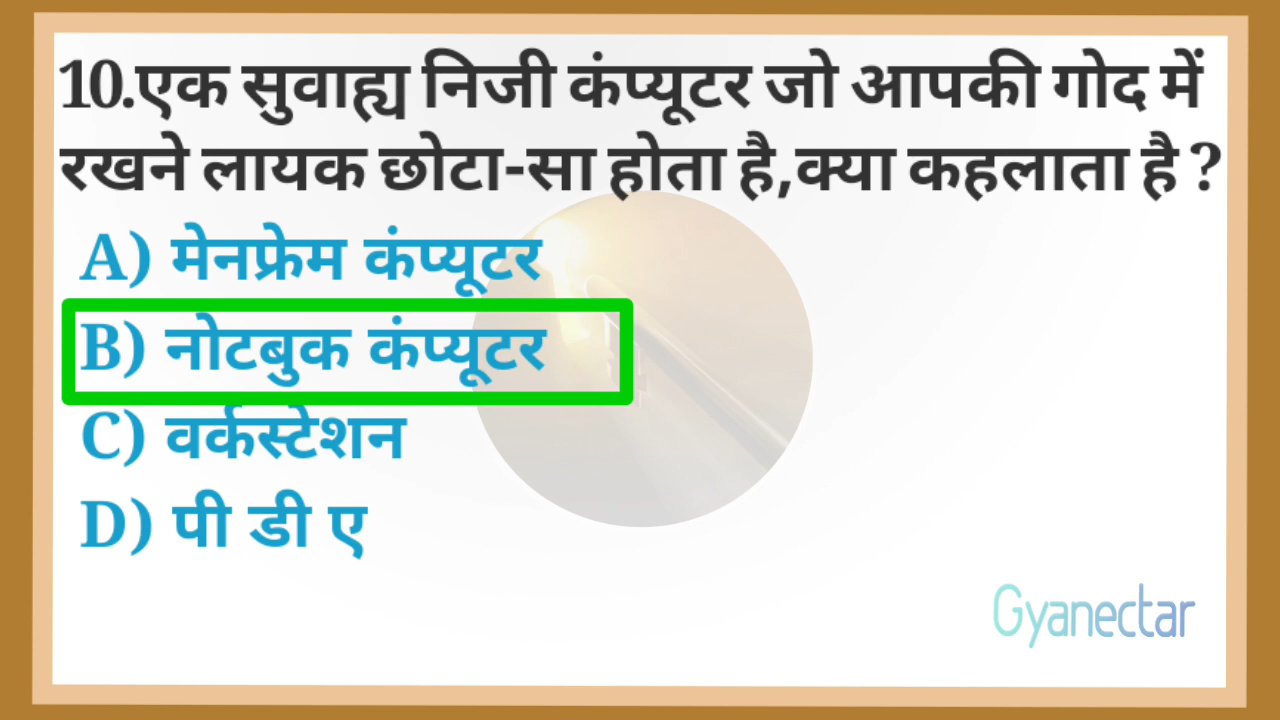 10.एक सुवाह्य निजी कंप्यूटर जो आपकी गोद में
रखने लायक छोटा-सा होता है,क्या कहलाता है ?
A) मेनफ्रेम कंप्यूटर
B) नोटबुक कंप्यूटर
C) वर्कस्टेशन
D) पी डी ए
Gyanectar